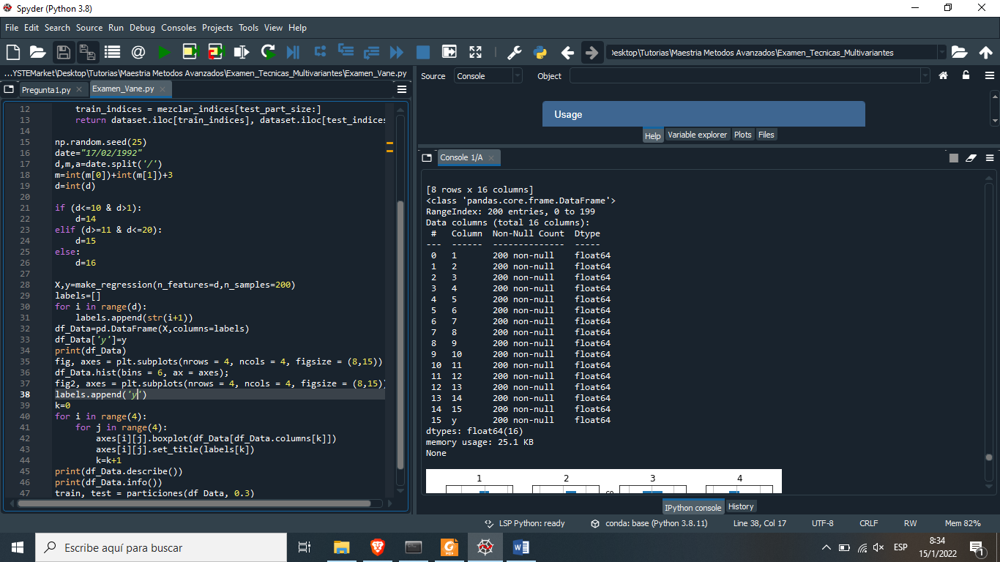 Spyder (Python 3.8)
File Edit Search Source Run Debug Consoles Projects Tools View Help
Desktop\Tutorias\Maestria Metodos Avanzados\Examen_Tecnicas_Multivariantes
...YSTEMarket\Desktop\Tutorias\Maestria Metodos Avanzados\Examen_Tecnicas_Multivariantes\Examen_Vane.py
Source Console Object
Pregunta1.py Examen_Vane.py
12 train_indices = mezclar_indices[test_part_size:]
13 return dataset.iloc[train_indices], dataset.iloc[test_indices
14
15 np.random.seed(25)
16 date="17/02/1992"
17 d,m,a=date.split('/')
18 m=int(m[0])+int(m[1])+3
19 d=int(d)
20
21 if (d<=10 & d>1):
22 d=14
23 elif (d>=11 & d<=20):
24 d=15
25 else:
26 d=16
27
28 X,y=make_regression(n_features=d,n_samples=200)
29 labels=[]
30 for i in range(d):
31 labels.append(str(i+1))
32 df_Data=pd.DataFrame(X,columns=labels)
33 df_Data['y']=y
34 print(df_Data)
35 fig, axes = plt.subplots(nrows = 4, ncols = 4, figsize = (8,15))
36 df_Data.hist(bins = 6, ax = axes);
37 fig2, axes = plt.subplots(nrows = 4, ncols = 4, figsize = (8,15))
38 labels.append('y')
39 k=0
40 for i in range(4):
41 for j in range(4):
42 axes[i][j].boxplot(df_Data[df_Data.columns[k]])
43 axes[i][j].set_title(labels[k])
44 k=k+1
45 print(df_Data.describe())
46 print(df_Data.info())
47 train, test = particiones(df_Data, 0.3)
Usage
Help Variable explorer Plots Files
Console 1/A
[8 rows x 16 columns]
<class 'pandas.core.frame.DataFrame'>
RangeIndex: 200 entries, 0 to 199
Data columns (total 16 columns):
# Column Non-Null Count Dtype
--- ------ -------------- -----
0 1 200 non-null float64
1 2 200 non-null float64
2 3 200 non-null float64
3 4 200 non-null float64
4 5 200 non-null float64
5 6 200 non-null float64
6 7 200 non-null float64
7 8 200 non-null float64
8 9 200 non-null float64
9 10 200 non-null float64
10 11 200 non-null float64
11 12 200 non-null float64
12 13 200 non-null float64
13 14 200 non-null float64
14 15 200 non-null float64
15 y 200 non-null float64
dtypes: float64(16)
memory usage: 25.1 KB
None
1 2 3 4
IPython console History
LSP Python: ready conda: base (Python 3.8.11) Line 38, Col 17 UTF-8 CRLF RW Mem 82%
Escribe aquí para buscar
ESP
8:34
15/1/2022
1